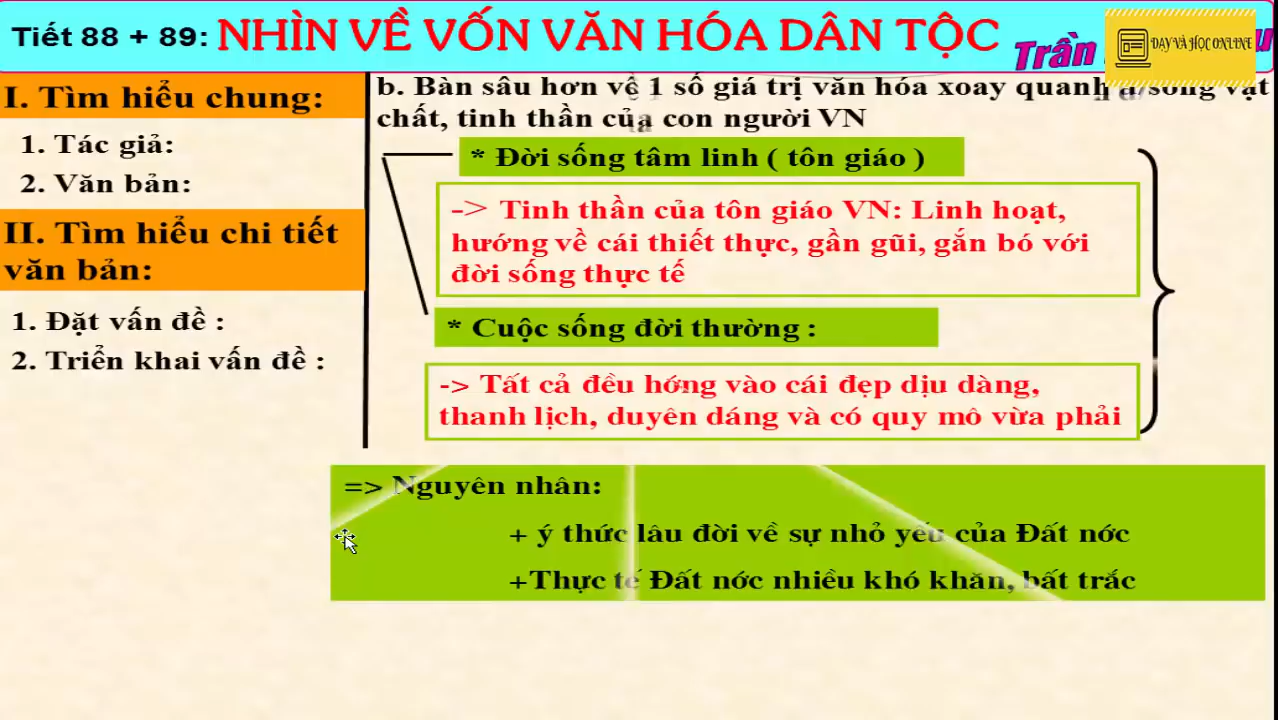 Tiết 88 + 89: NHÌN VỀ VỐN VĂN HÓA DÂN TỘC
Trần
DẠY VÀ HỌC ONLINE
I. Tìm hiểu chung:
1. Tác giả:
2. Văn bản:
II. Tìm hiểu chi tiết
văn bản:
1. Đặt vấn đề :
2. Triển khai vấn đề :
b. Bàn sâu hơn về 1 số giá trị văn hóa xoay quanh đ/sống vật
chất, tinh thần của con người VN
* Đời sống tâm linh ( tôn giáo )
-> Tinh thần của tôn giáo VN: Linh hoạt,
hướng về cái thiết thực, gần gũi, gắn bó với
đời sống thực tế
* Cuộc sống đời thường :
-> Tất cả đều hớng vào cái đẹp dịu dàng,
thanh lịch, duyên dáng và có quy mô vừa phải
=> Nguyên nhân:
+ ý thức lâu đời về sự nhỏ yếu của Đất nớc
+Thực tế Đất nớc nhiều khó khăn, bất trắc